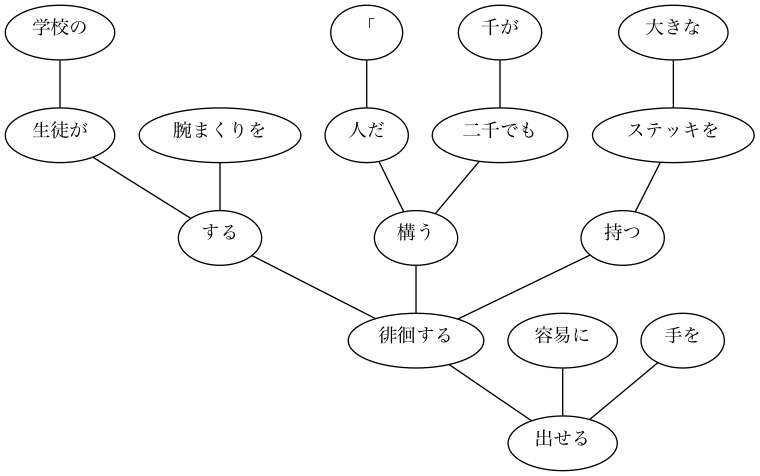 学校の
「
千が
大きな
生徒が
腕まくりを
人だ
二千でも
ステッキを
する
構う
持つ
徘徊する
容易に
手を
出せる